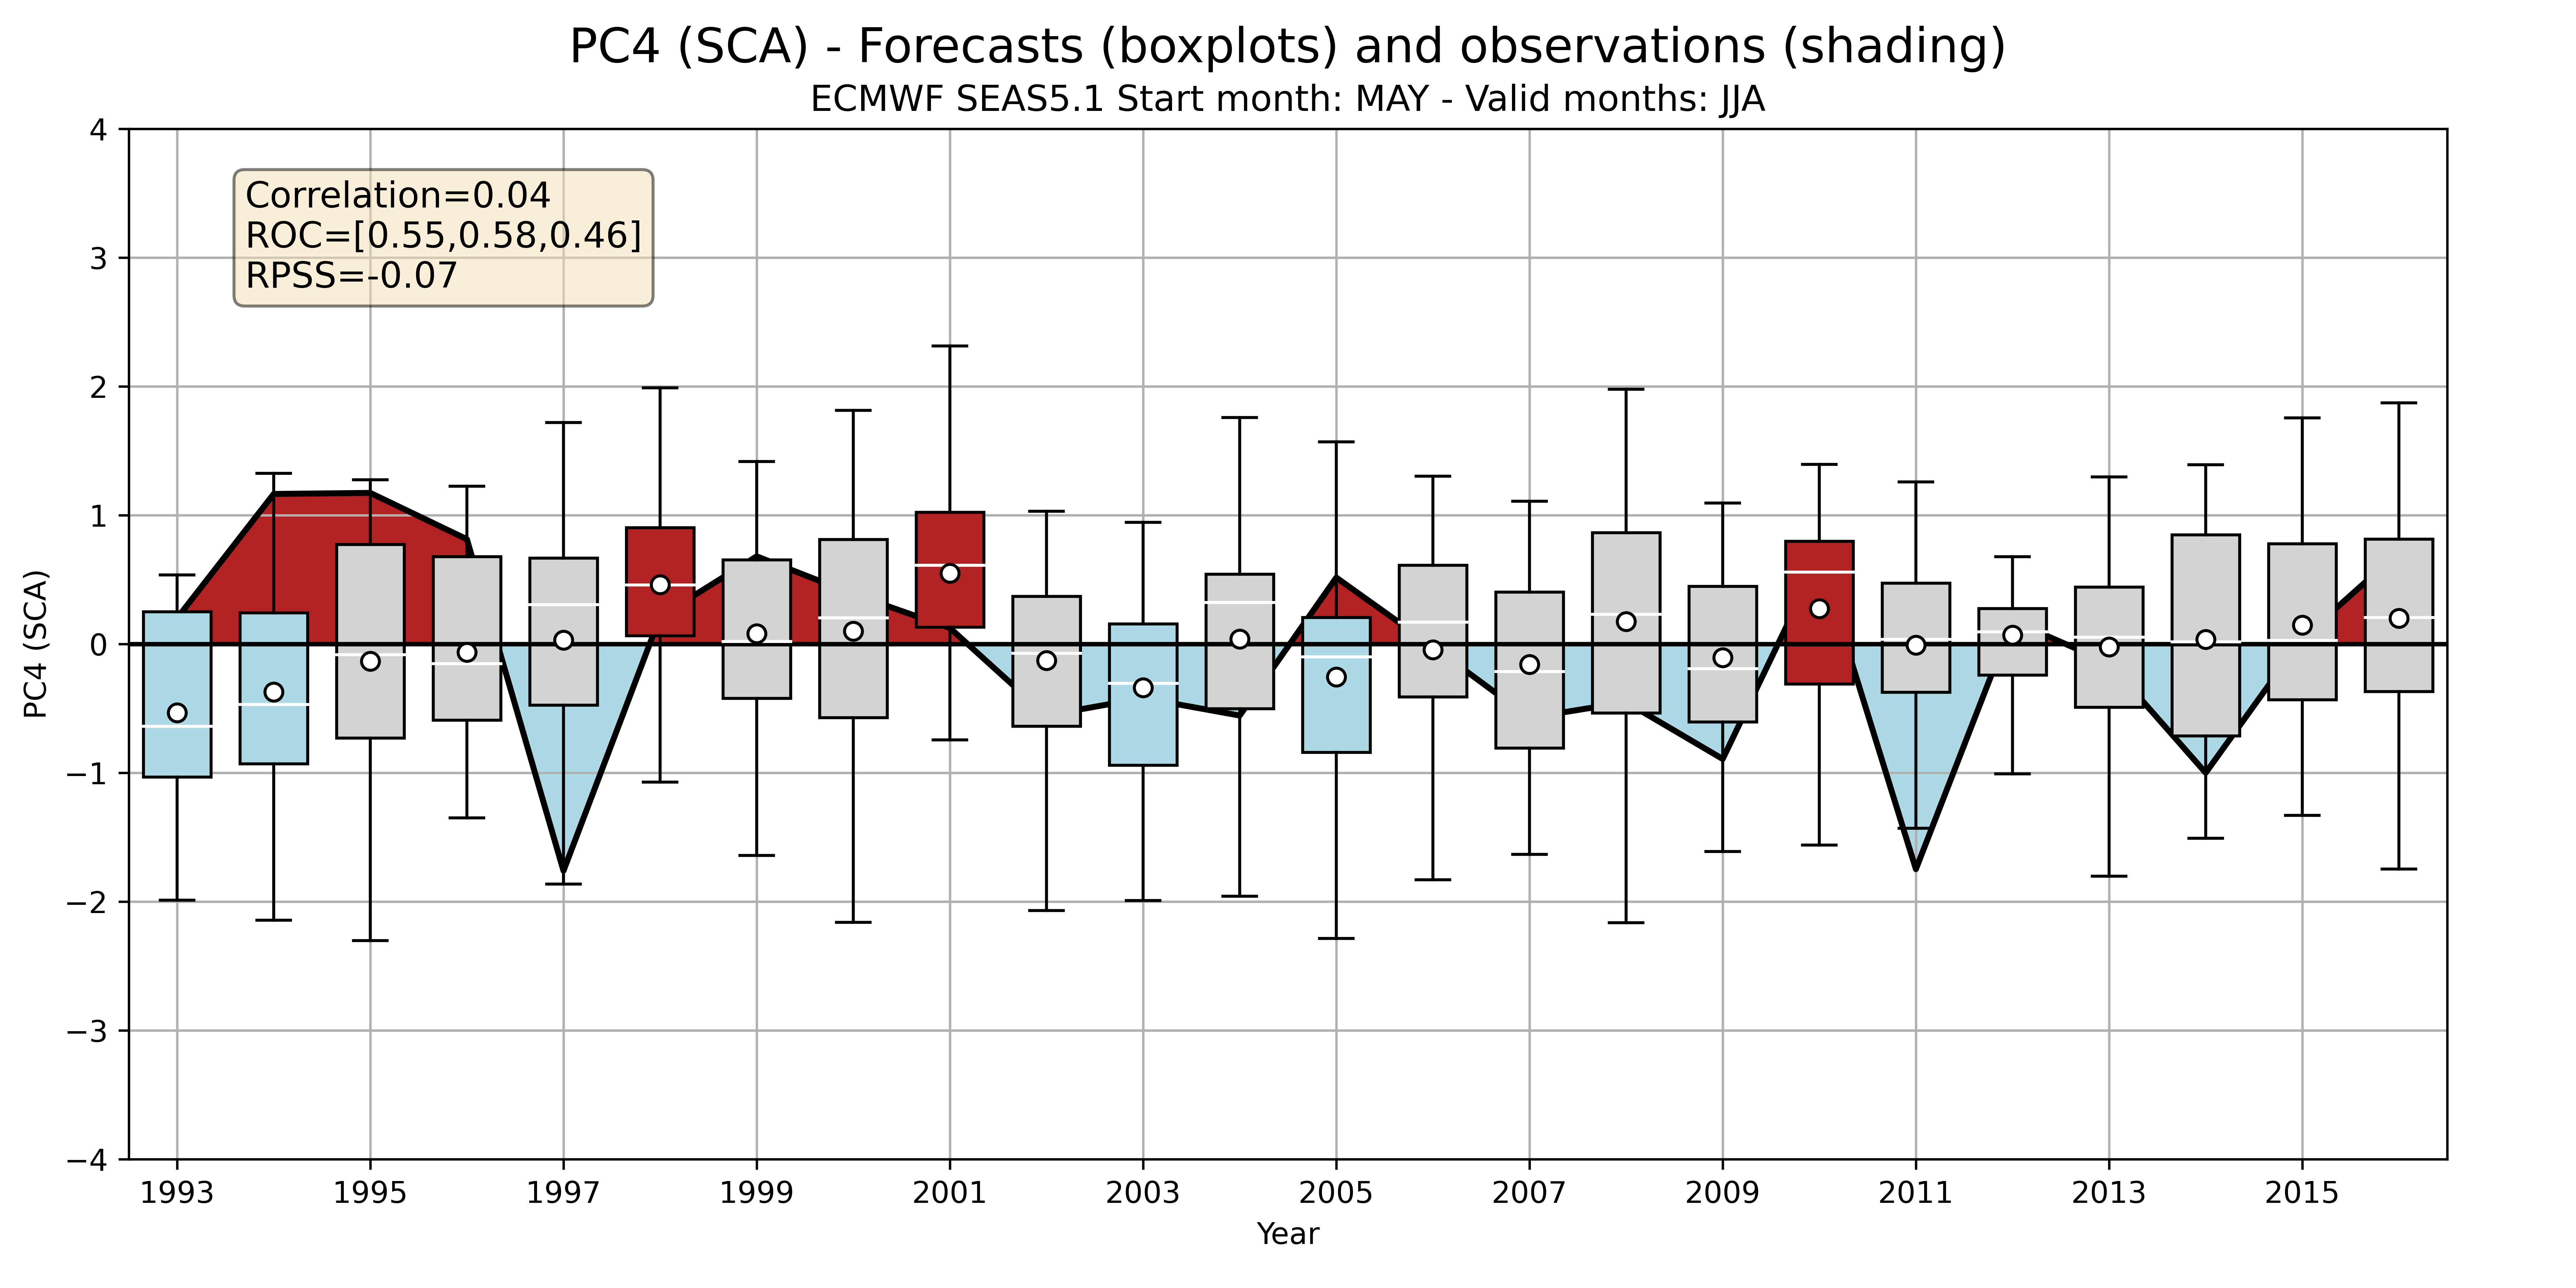 PC4 (SCA) - Forecasts (boxplots) and observations (shading)
ECMWF SEAS5.1 Start month: MAY - Valid months: JJA
Correlation=0.04
ROC=[0.55,0.58,0.46]
RPSS=-0.07
PC4 (SCA)
4
3
2
1
0
−1
−2
−3
−4
1993 1995 1997 1999 2001 2003 2005 2007 2009 2011 2013 2015
Year